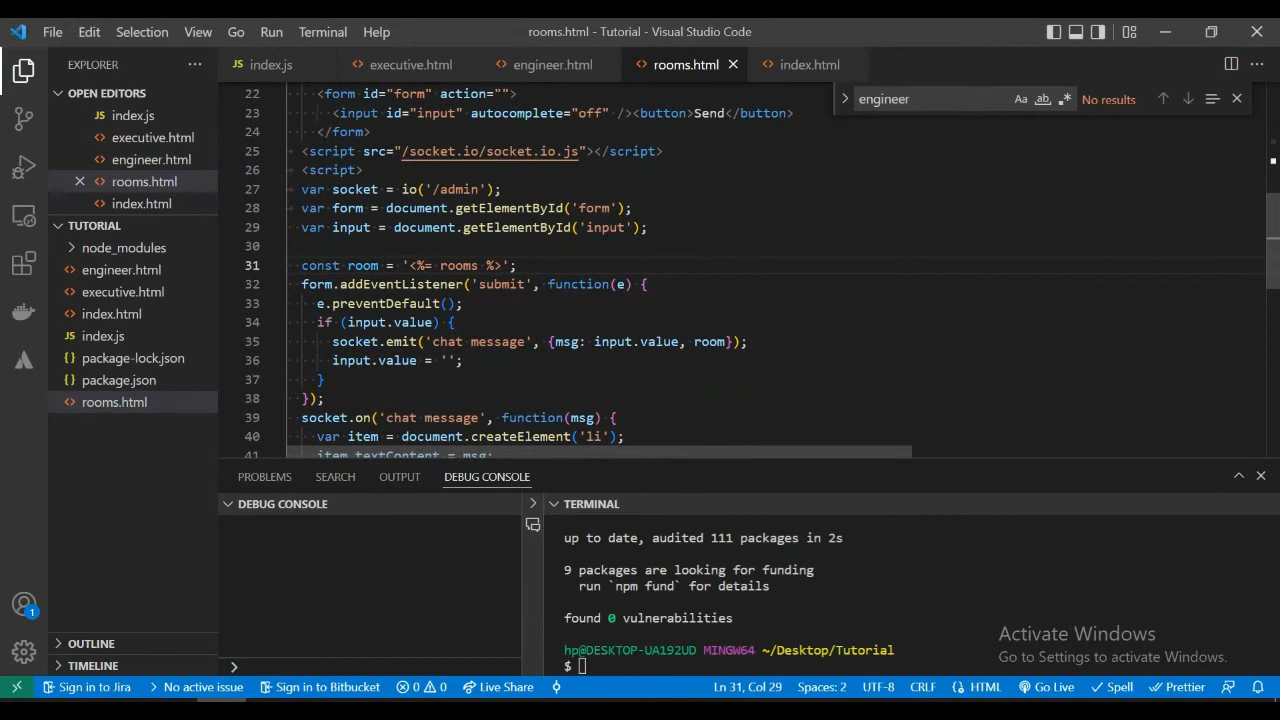 File Edit Selection View Go Run Terminal Help rooms.html - Tutorial - Visual Studio Code
EXPLORER
OPEN EDITORS
index.js
executive.html
engineer.html
rooms.html
index.html
TUTORIAL
node_modules
engineer.html
executive.html
index.html
index.js
package-lock.json
package.json
rooms.html
OUTLINE
TIMELINE
1
index.js executive.html engineer.html rooms.html index.html
engineer Aa ab .* No results
22 <form id="form" action="">
23 <input id="input" autocomplete="off" /><button>Send</button>
24 </form>
25 <script src="/socket.io/socket.io.js"></script>
26 <script>
27 var socket = io('/admin');
28 var form = document.getElementById('form');
29 var input = document.getElementById('input');
30
31 const room = '<%= rooms %>';
32 form.addEventListener('submit', function(e) {
33 e.preventDefault();
34 if (input.value) {
35 socket.emit('chat message', {msg: input.value, room});
36 input.value = '';
37 }
38 });
39 socket.on('chat message', function(msg) {
40 var item = document.createElement('li');
41 item.textContent = msg;
PROBLEMS SEARCH OUTPUT DEBUG CONSOLE
DEBUG CONSOLE
TERMINAL
up to date, audited 111 packages in 2s
9 packages are looking for funding
run `npm fund` for details
found 0 vulnerabilities
hp@DESKTOP-UA192UD MINGW64 ~/Desktop/Tutorial
$
Activate Windows
Go to Settings to activate Windows.
Sign in to Jira No active issue Sign in to Bitbucket 0 0 Live Share Ln 31, Col 29 Spaces: 2 UTF-8 CRLF HTML Go Live Spell Prettier